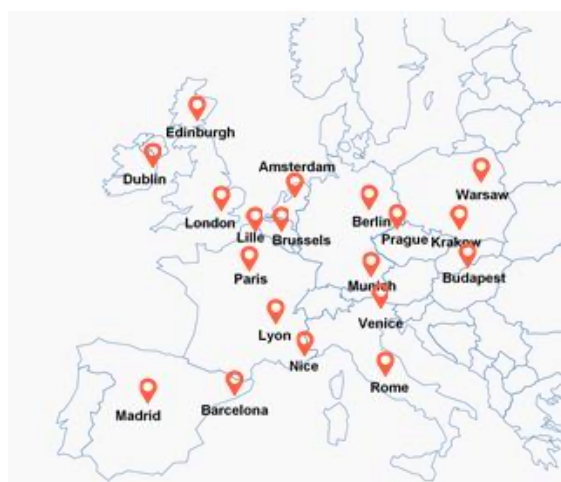 Edinburgh
Amsterdam
Dublin
Warsaw
London
Berlin
Lille
Brussels
Prague
Krakow
Paris
Budapest
Munich
Venice
Lyon
Nice
Rome
Barcelona
Madrid